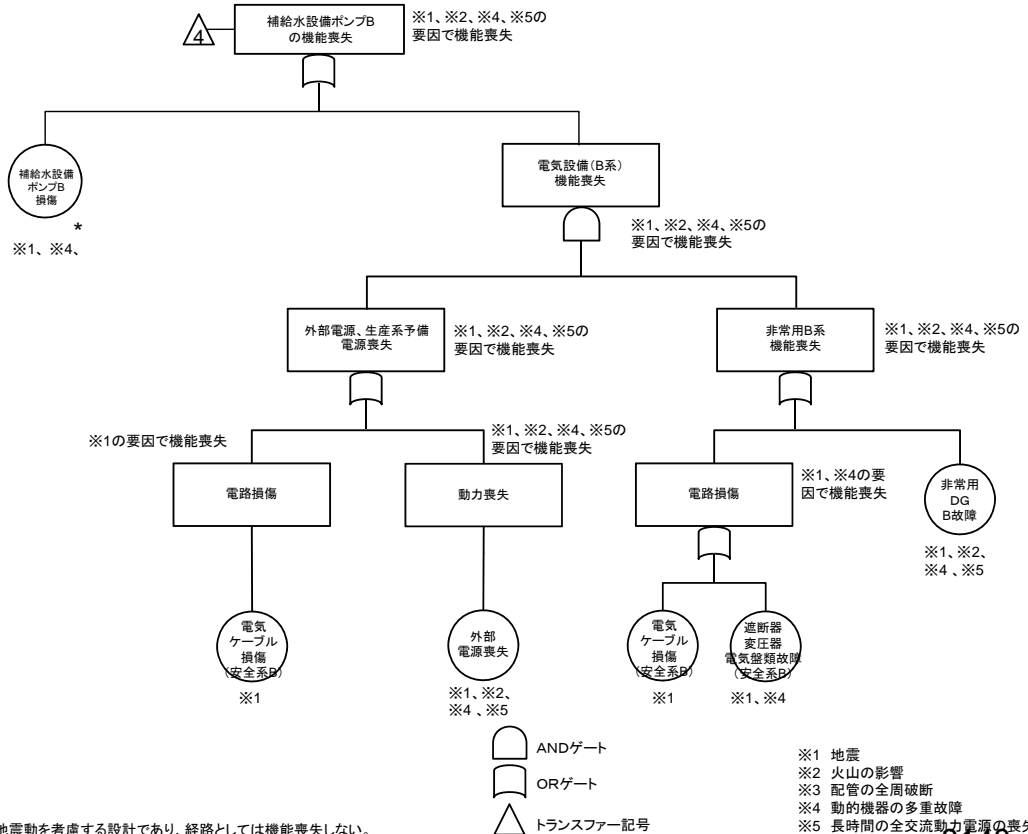 4
補給水設備ポンプB
の機能喪失
※1、※2、※4、※5の
要因で機能喪失
補給水設備
ポンプB
損傷
*
※1、※4、
電気設備(B系)
機能喪失
※1、※2、※4、※5の
要因で機能喪失
外部電源、生産系予備
電源喪失
※1、※2、※4、※5の
要因で機能喪失
非常用B系
機能喪失
※1、※2、※4、※5の
要因で機能喪失
※1の要因で機能喪失
電路損傷
※1、※2、※4、※5の
要因で機能喪失
動力喪失
電路損傷
※1、※4の要
因で機能喪失
非常用
DG
B故障
※1、※2、
※4 、※5
電気
ケーブル
損傷
(安全系B)
※1
外部
電源喪失
※1、※2、
※4 、※5
電気
ケーブル
損傷
(安全系B)
※1
遮断器
変圧器
電気盤類故障
(安全系B)
※1、※4
ANDゲート
ORゲート
トランスファー記号
※1 地震
※2 火山の影響
※3 配管の全周破断
※4 動的機器の多重故障
※5 長時間の全交流動力電源の喪失
地震動を考慮する設計であり、経路としては機能喪失しない。